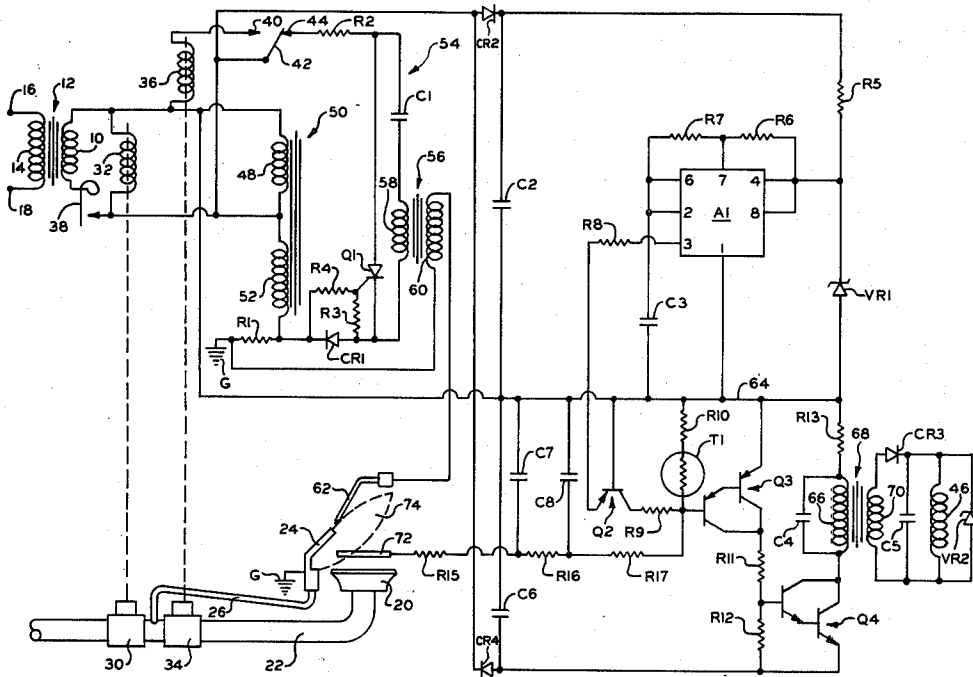 40
44
R2
54
CR2
42
36
16
12
R5
C1
50
R7
R6
14
10
32
48
56
6
7
4
C2
58
2
A1
8
18
38
R8
3
Q1
52
R4
60
VR1
R3
C3
R1
G
CR1
64
R10
R13
68
CR3
T1
C7
62
74
C8
Q3
24
Q2
R9
66
70
46
C4
C5
VR2
72
G
R15
R16
R17
R11
20
26
C6
R12
Q4
30
34
22
CR4